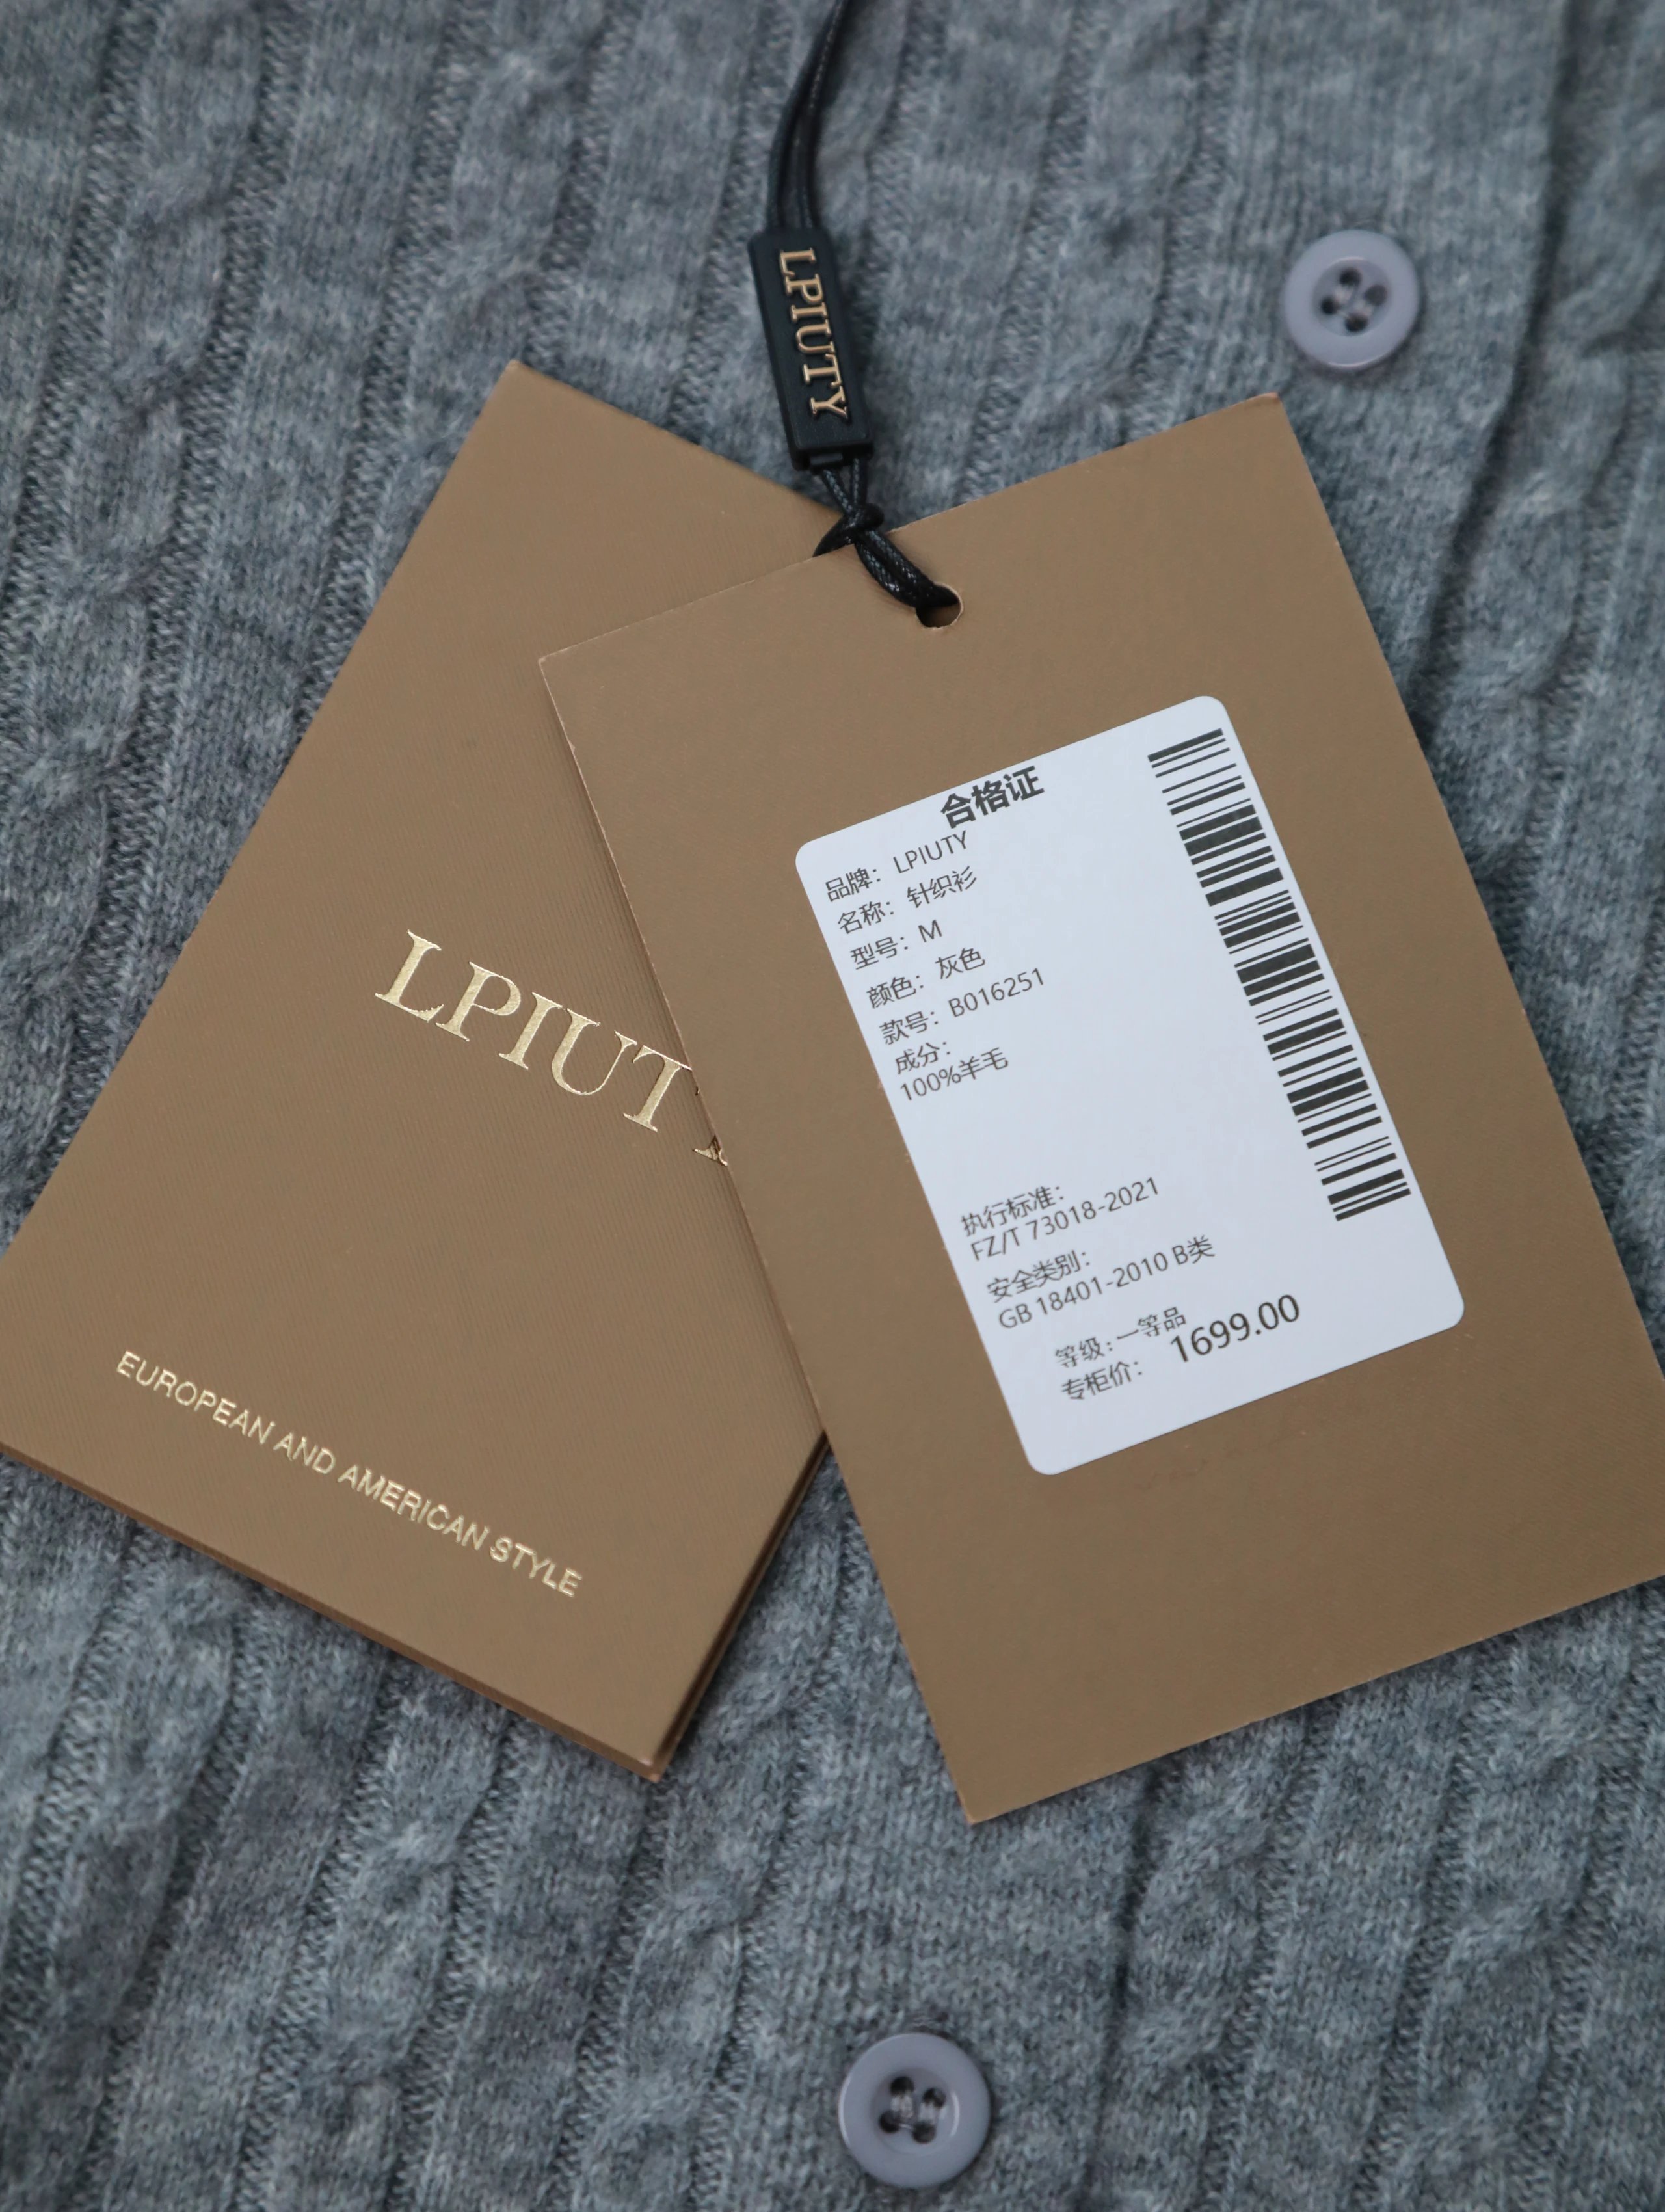 LPIUTY
LPIUTY
EUROPEAN AND AMERICAN STYLE
合格证
品牌：LPIUTY
名称：针织衫
型号：M
颜色：灰色
款号：B016251
成分：
100%羊毛
执行标准：
FZ/T 73018-2021
安全类别：
GB 18401-2010 B类
等级：一等品
专柜价： 1699.00